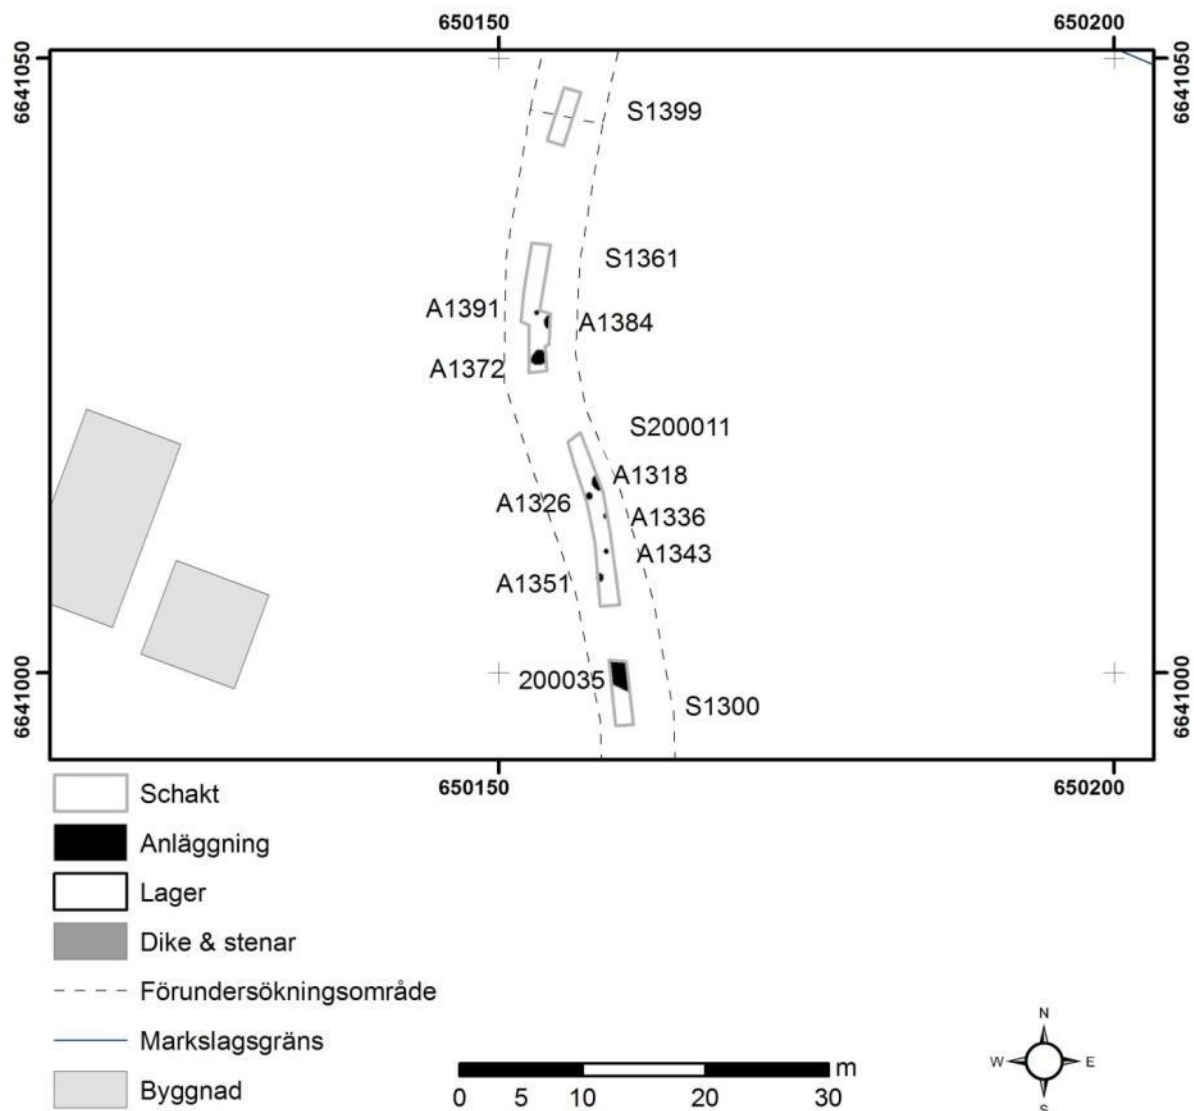 650150 650200
6641050 6641050
S1399
S1361
A1391
A1384
A1372
S200011
A1318
A1326
A1336
A1343
A1351
6641000 6641000
200035
S1300
650150 650200
Schakt
Anläggning
Lager
Dike & stenar
Förundersökningsområde
Markslagsgräns
Byggnad
m
0 5 10 20 30
N
W E
S